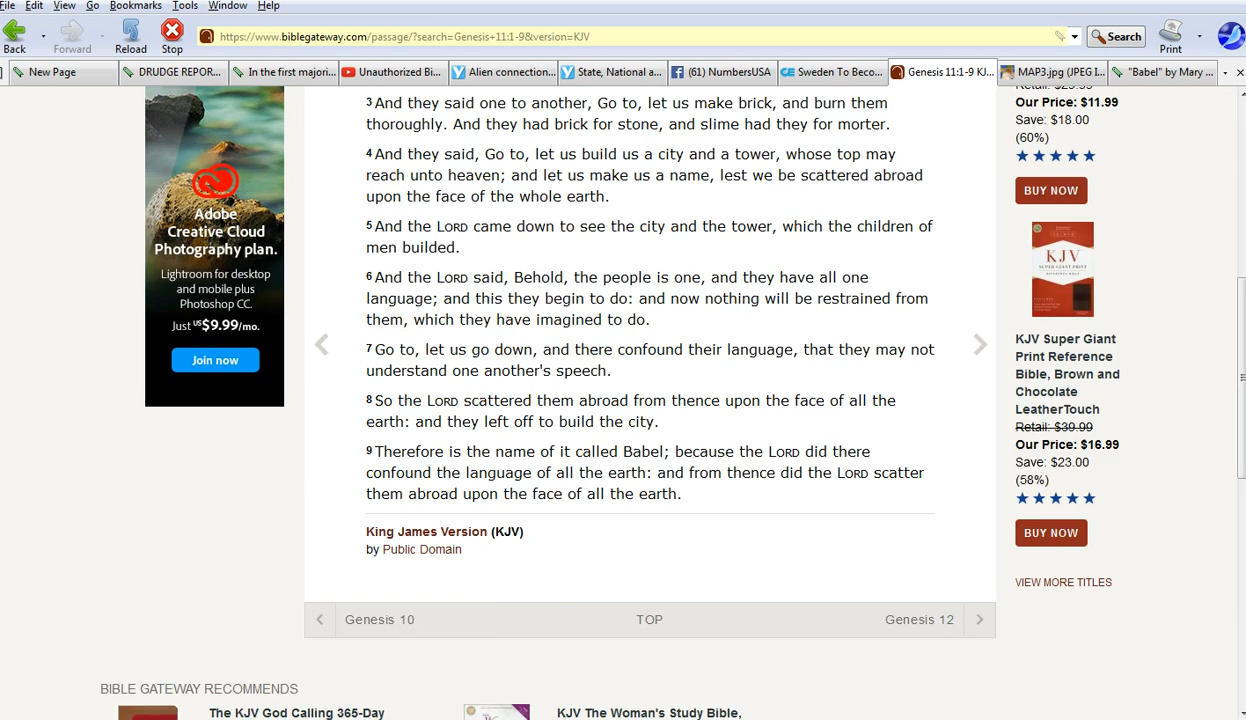 File Edit View Go Bookmarks Tools Window Help
Back Forward Reload Stop https://www.biblegateway.com/passage/?search=Genesis+11:1-9&version=KJV Search Print
New Page DRUDGE REPOR... In the first majori... Unauthorized Bi... Alien connection... State, National a... (61) NumbersUSA Sweden To Beco... Genesis 11:1-9 KJ... MAP3.jpg (JPEG I... "Babel" by Mary ...
3 And they said one to another, Go to, let us make brick, and burn them
thoroughly. And they had brick for stone, and slime had they for morter.
4 And they said, Go to, let us build us a city and a tower, whose top may
reach unto heaven; and let us make us a name, lest we be scattered abroad
upon the face of the whole earth.
5 And the LORD came down to see the city and the tower, which the children of
men builded.
6 And the LORD said, Behold, the people is one, and they have all one
language; and this they begin to do: and now nothing will be restrained from
them, which they have imagined to do.
7 Go to, let us go down, and there confound their language, that they may not
understand one another's speech.
8 So the LORD scattered them abroad from thence upon the face of all the
earth: and they left off to build the city.
9 Therefore is the name of it called Babel; because the LORD did there
confound the language of all the earth: and from thence did the LORD scatter
them abroad upon the face of all the earth.
King James Version (KJV)
by Public Domain
Genesis 10 TOP Genesis 12
Adobe
Creative Cloud
Photography plan.
Lightroom for desktop
and mobile plus
Photoshop CC.
Just US$9.99/mo.
Join now
Our Price: $11.99
Save: $18.00
(60%)
BUY NOW
KJV
KJV Super Giant
Print Reference
Bible, Brown and
Chocolate
LeatherTouch
Retail: $39.99
Our Price: $16.99
Save: $23.00
(58%)
BUY NOW
VIEW MORE TITLES
BIBLE GATEWAY RECOMMENDS
The KJV God Calling 365-Day
KJV The Woman's Study Bible,